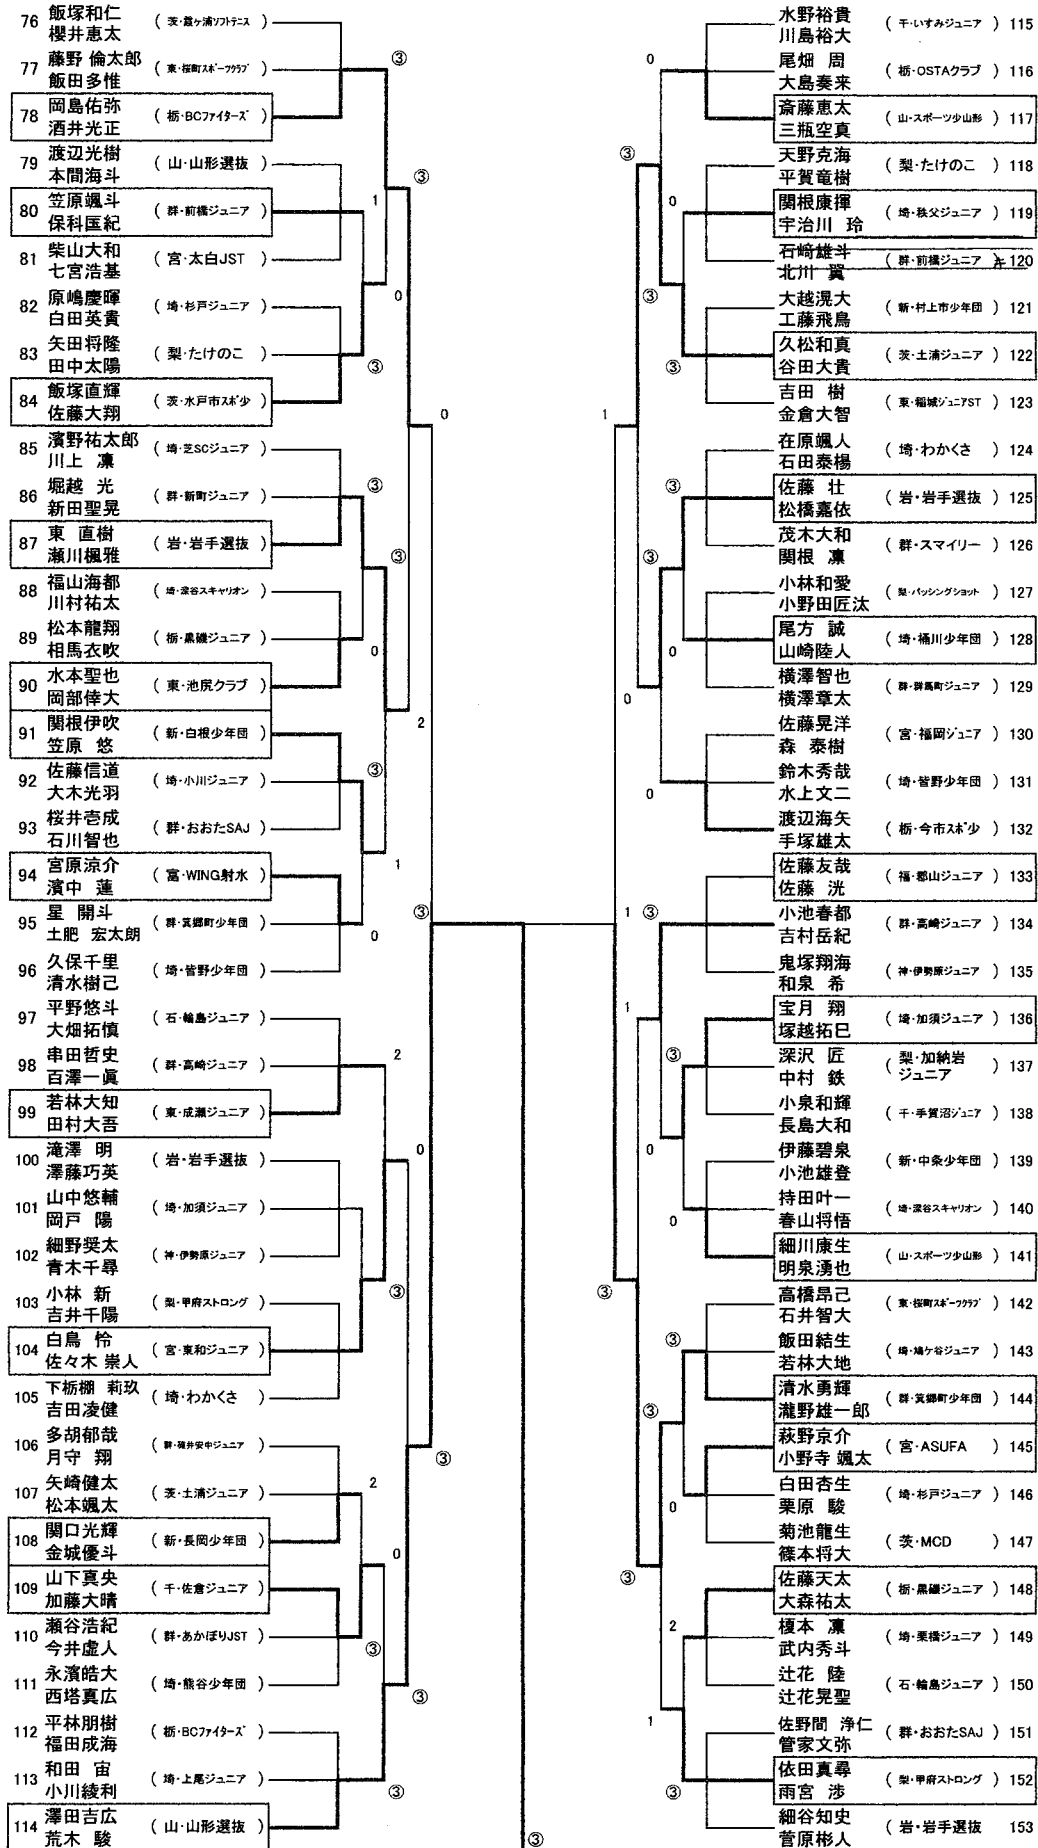 76 飯塚和仁 櫻井恵太 (茨・霞ヶ浦ソフトテニス)
77 藤野 倫太郎 飯田多惟 (東・桜町スポーツクラブ)
78 岡島佑弥 酒井光正 (栃・BCファイターズ)
79 渡辺光樹 本間海斗 (山・山形選抜)
80 笠原颯斗 保科匡紀 (群・前橋ジュニア)
81 柴山大和 七宮浩基 (宮・太白JST)
82 原嶋慶暉 白田英貴 (埼・杉戸ジュニア)
83 矢田将隆 田中太陽 (梨・たけのこ)
84 飯塚直輝 佐藤大翔 (茨・水戸市スポ少)
85 濱野祐太郎 川上 凛 (埼・芝SCジュニア)
86 堀越 光 新田聖晃 (群・新町ジュニア)
87 東 直樹 瀬川楓雅 (岩・岩手選抜)
88 福山海都 川村祐太 (埼・深谷スキャリオン)
89 松本龍翔 相馬衣吹 (栃・黒磯ジュニア)
90 水本聖也 岡部倖大 (東・池尻クラブ)
91 関根伊吹 笠原 悠 (新・白根少年団)
92 佐藤信道 大木光羽 (埼・小川ジュニア)
93 桜井壱成 石川智也 (群・おおたSAJ)
94 宮原涼介 濱中 蓮 (富・WING射水)
95 星 開斗 土肥 宏太朗 (群・箕郷町少年団)
96 久保千里 清水樹己 (埼・皆野少年団)
97 平野悠斗 大畑拓慎 (石・輪島ジュニア)
98 串田哲史 百澤一眞 (群・高崎ジュニア)
99 若林大知 田村大吾 (東・成瀬ジュニア)
100 滝澤 明 澤藤巧英 (岩・岩手選抜)
101 山中悠輔 岡戸 陽 (埼・加須ジュニア)
102 細野奨太 青木千尋 (神・伊勢原ジュニア)
103 小林 新 吉井千陽 (梨・甲府ストロング)
104 白鳥 怜 佐々木 崇人 (宮・東和ジュニア)
105 下栃棚 莉玖 吉田凌健 (埼・わかくさ)
106 多胡郁哉 月守 翔 (群・碓井安中ジュニア)
107 矢崎健太 松本颯太 (茨・土浦ジュニア)
108 関口光輝 金城優斗 (新・長岡少年団)
109 山下真央 加藤大晴 (千・佐倉ジュニア)
110 瀬谷浩紀 今井虚人 (群・あかぼりJST)
111 永濱皓大 西塔真広 (埼・熊谷少年団)
112 平林朋樹 福田成海 (栃・BCファイターズ)
113 和田 宙 小川綾利 (埼・上尾ジュニア)
114 澤田吉広 荒木 駿 (山・山形選抜)
③ 1 ③ 0 ③ 0 ③ ③ 0 2 ③ 1 0 ③ 2 0 ③ ③ 2 0 ③ ③ ③ ③
水野裕貴 川島裕大 (千・いすみジュニア) 115
尾畑 周 大島奏来 (栃・OSTAクラブ) 116
斎藤恵太 三瓶空真 (山・スポーツ少山形) 117
天野克海 平賀竜樹 (梨・たけのこ) 118
関根康揮 宇治川 玲 (埼・秩父ジュニア) 119
石﨑雄斗 北川 翼 (群・前橋ジュニア) 120
大越滉大 工藤飛鳥 (新・村上市少年団) 121
久松和真 谷田大貴 (茨・土浦ジュニア) 122
吉田 樹 金倉大智 (東・稲城ジュニアST) 123
在原颯人 石田泰楊 (埼・わかくさ) 124
佐藤 壮 松橋嘉依 (岩・岩手選抜) 125
茂木大和 関根 凛 (群・スマイリー) 126
小林和愛 小野田匠汰 (梨・パッシングショット) 127
尾方 誠 山崎陸人 (埼・桶川少年団) 128
横澤智也 横澤章太 (群・群馬町ジュニア) 129
佐藤晃洋 森 泰樹 (宮・福岡ジュニア) 130
鈴木秀哉 水上文二 (埼・皆野少年団) 131
渡辺海矢 手塚雄太 (栃・今市スポ少) 132
佐藤友哉 佐藤 洸 (福・郡山ジュニア) 133
小池春都 吉村岳紀 (群・高崎ジュニア) 134
鬼塚翔海 和泉 希 (神・伊勢原ジュニア) 135
宝月 翔 塚越拓巳 (埼・加須ジュニア) 136
深沢 匠 中村 鉄 (梨・加納岩ジュニア) 137
小泉和輝 長島大和 (千・手賀沼ジュニア) 138
伊藤碧泉 小池雄登 (新・中条少年団) 139
持田叶一 春山将悟 (埼・深谷スキャリオン) 140
細川康生 明泉湧也 (山・スポーツ少山形) 141
高橋昂己 石井智大 (東・桜町スポーツクラブ) 142
飯田結生 若林大地 (埼・鳩ケ谷ジュニア) 143
清水勇輝 瀧野雄一郎 (群・箕郷町少年団) 144
萩野京介 小野寺 颯太 (宮・ASUFA) 145
白田杏生 栗原 駿 (埼・杉戸ジュニア) 146
菊池龍生 篠本将大 (茨・MCD) 147
佐藤天太 大森祐太 (栃・黒磯ジュニア) 148
榎本 凛 武内秀斗 (埼・栗橋ジュニア) 149
辻花 陸 辻花晃聖 (石・輪島ジュニア) 150
佐野間 浄仁 管家文弥 (群・おおたSAJ) 151
依田真尋 雨宮 渉 (梨・甲府ストロング) 152
細谷知史 菅原彬人 (岩・岩手選抜) 153
0 ③ 0 ③ ③ 1 ③ ③ 0 0 0 1 ③ 1 ③ 0 0 ③ ③ ③ 0 ③ 2 1 ③